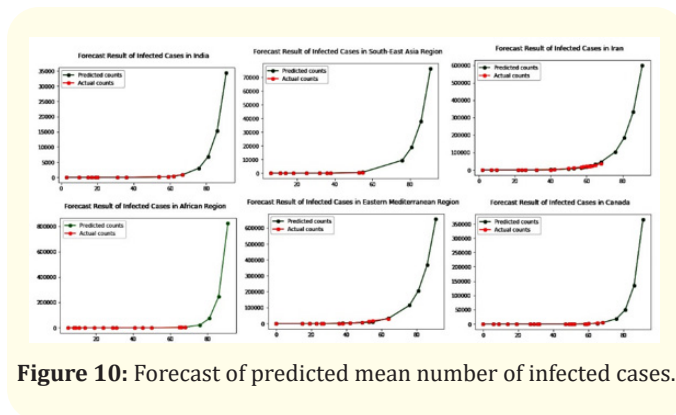 Forecast Result of Infected Cases in India
Predicted counts
Actual counts
35000
30000
25000
20000
15000
10000
5000
0
0 20 40 60 80
Forecast Result of Infected Cases in South-East Asia Region
Predicted counts
Actual counts
70000
60000
50000
40000
30000
20000
10000
0
20 40 60 80
Forecast Result of Infected Cases in Iran
Predicted counts
Actual counts
600000
500000
400000
300000
200000
100000
0
0 20 40 60 80
Forecast Result of Infected Cases in African Region
Predicted counts
Actual counts
800000
600000
400000
200000
0
20 40 60 80
Forecast Result of Infected Cases in Eastern Mediterranean Region
Predicted counts
Actual counts
600000
500000
400000
300000
200000
100000
0
0 20 40 60 80
Forecast Result of Infected Cases in Canada
Predicted counts
Actual counts
350000
300000
250000
200000
150000
100000
50000
0
0 20 40 60 80
Figure 10: Forecast of predicted mean number of infected cases.